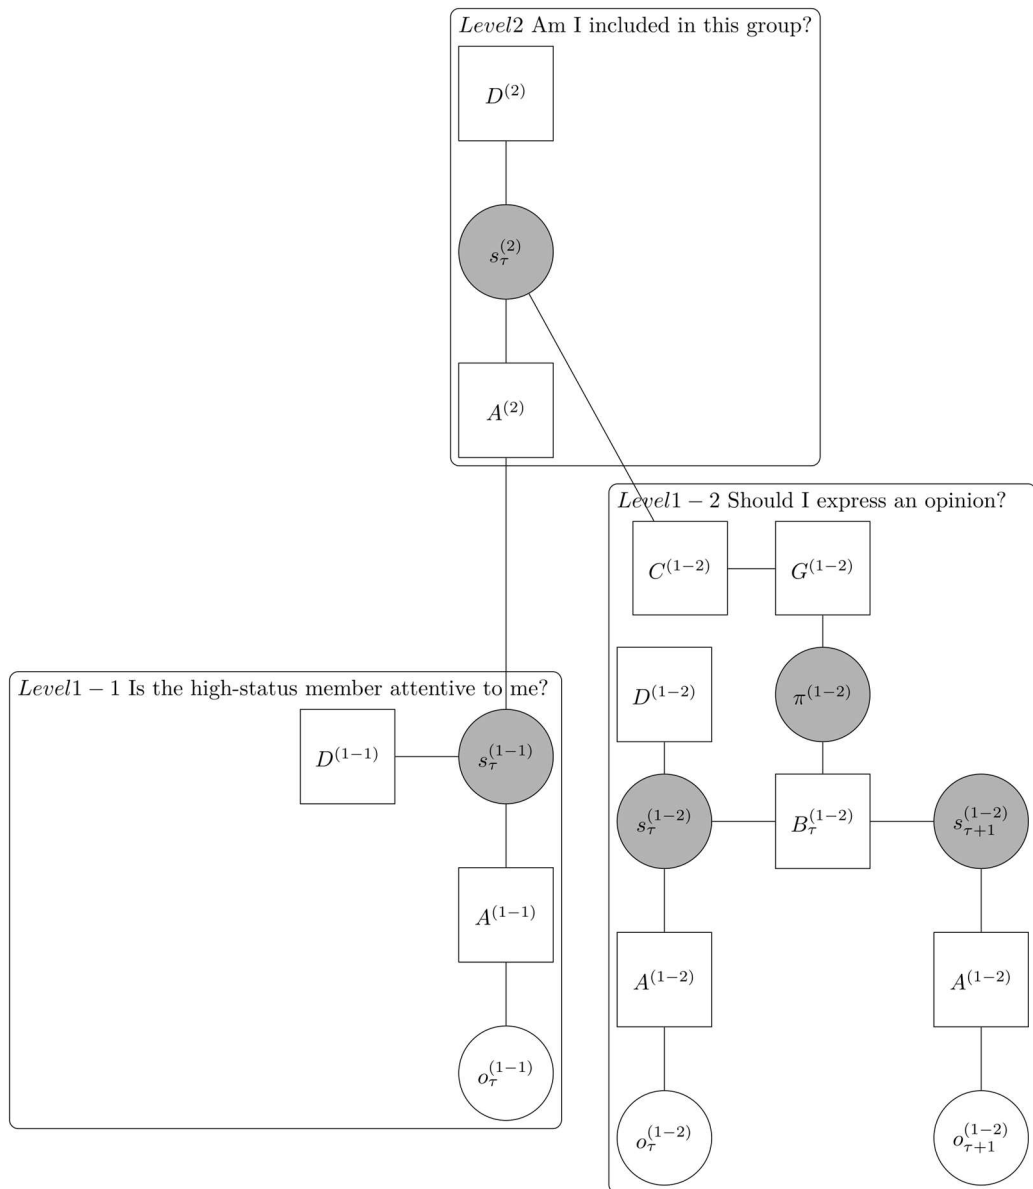 Level2 Am I included in this group?
D^{(2)}
s_τ^{(2)}
A^{(2)}
Level1 − 2 Should I express an opinion?
C^{(1−2)} G^{(1−2)}
D^{(1−2)} π^{(1−2)}
s_τ^{(1−2)} B_τ^{(1−2)} s_{τ+1}^{(1−2)}
A^{(1−2)} A^{(1−2)}
o_τ^{(1−2)} o_{τ+1}^{(1−2)}
Level1 − 1 Is the high-status member attentive to me?
D^{(1−1)} s_τ^{(1−1)}
A^{(1−1)}
o_τ^{(1−1)}